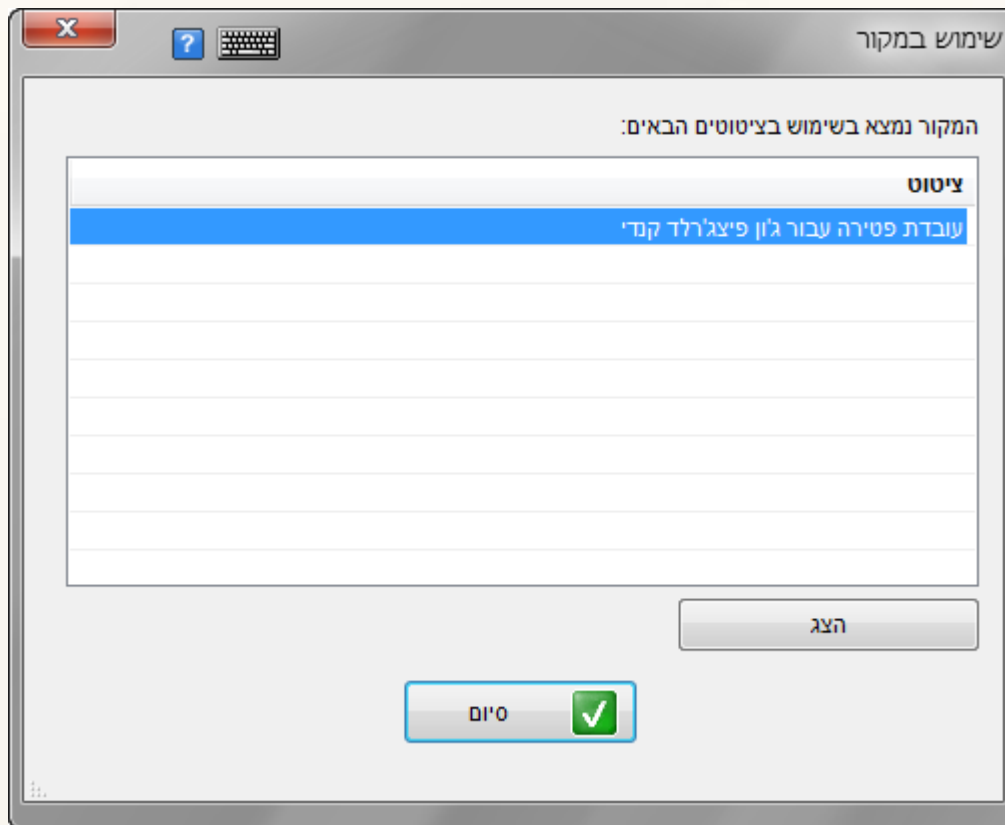 שימוש במקור
?
המקור נמצא בשימוש בציטוטים הבאים:
ציטוט
עובדת פטירה עבור ג'ון פיצג'רלד קנדי
הצג
סיום